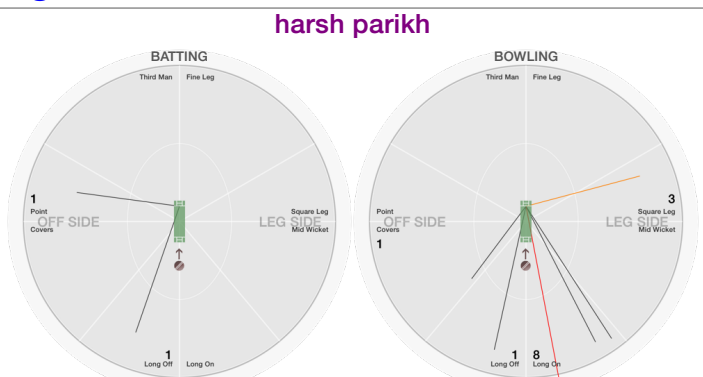 harsh parikh
BATTING
Third Man Fine Leg
1
Point
OFF SIDE
Covers
Square Leg
LEG SIDE
Mid Wicket
1
Long Off Long On
BOWLING
Third Man Fine Leg
Point
OFF SIDE
Covers
1
3
Square Leg
LEG SIDE
Mid Wicket
1 8
Long Off Long On